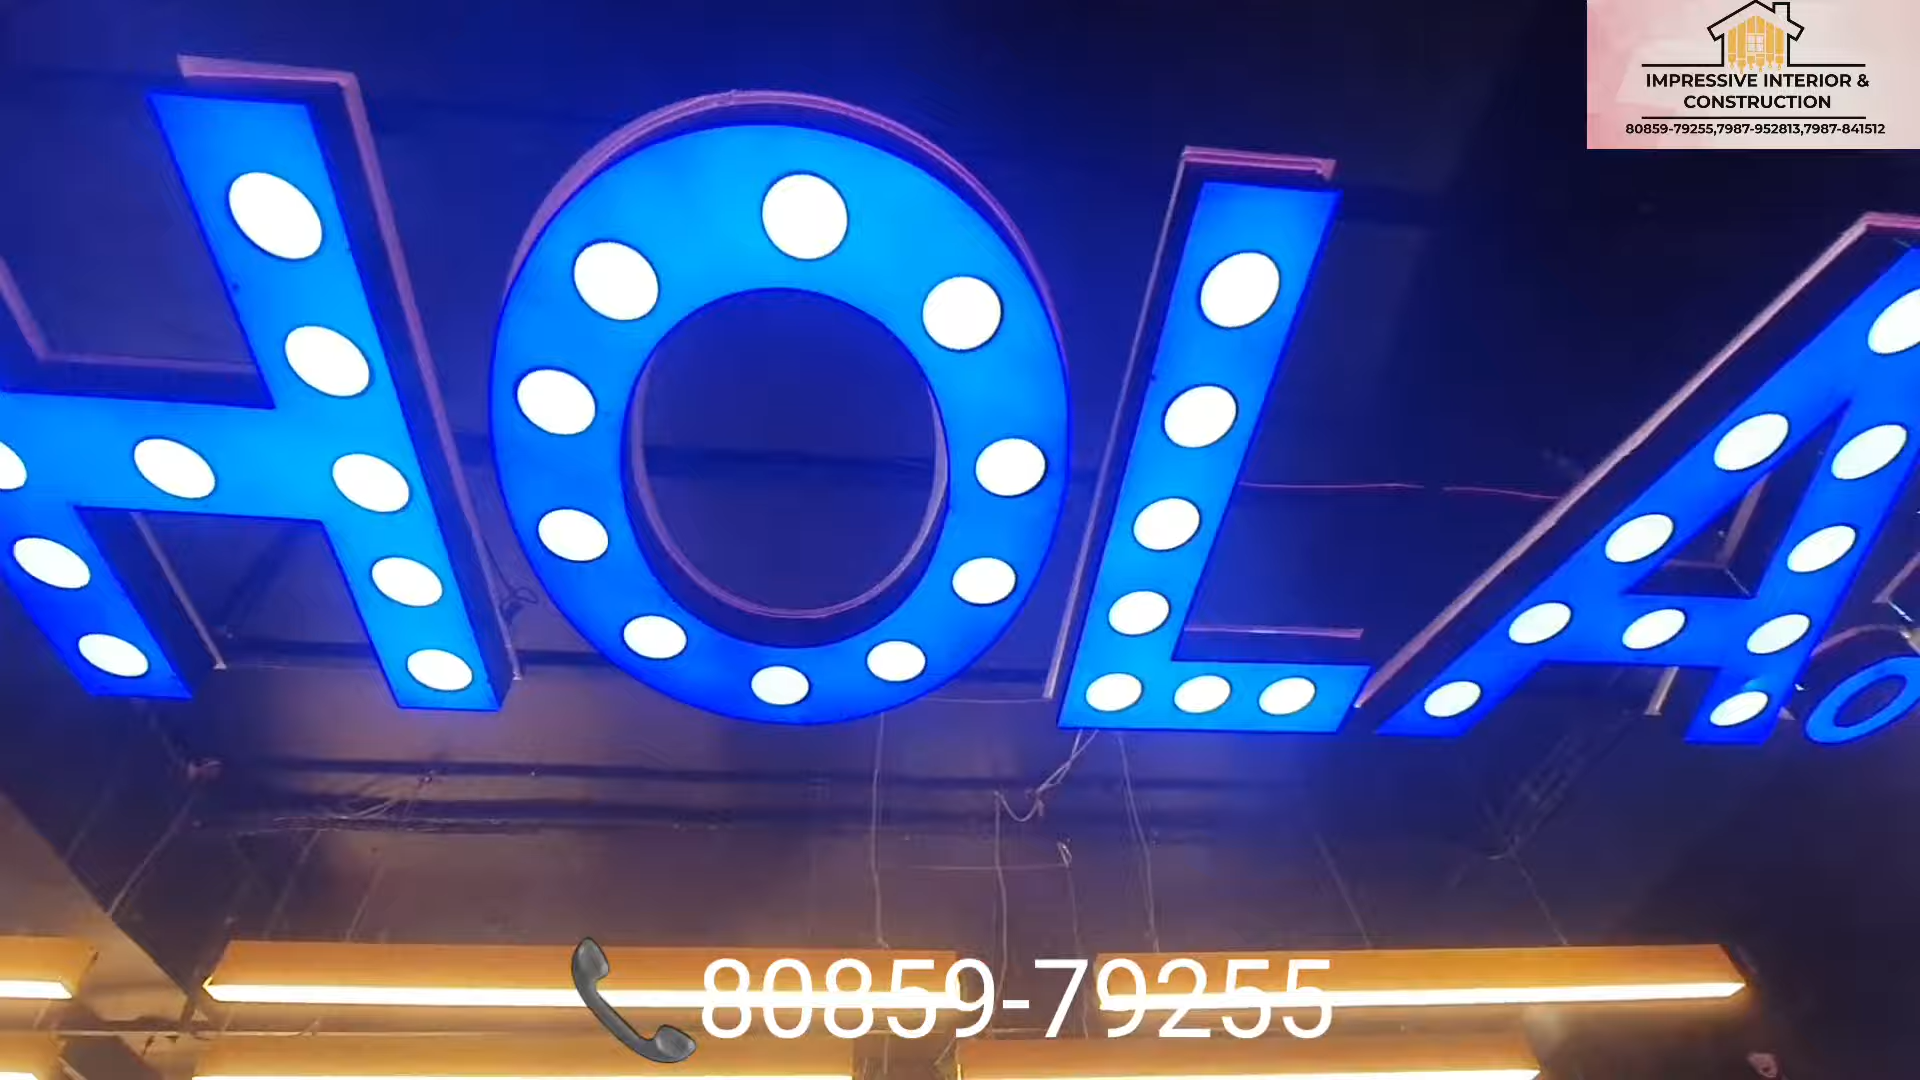 IMPRESSIVE INTERIOR &
CONSTRUCTION
80859-79255,7987-952813,7987-841512
HOLA
80859-79255